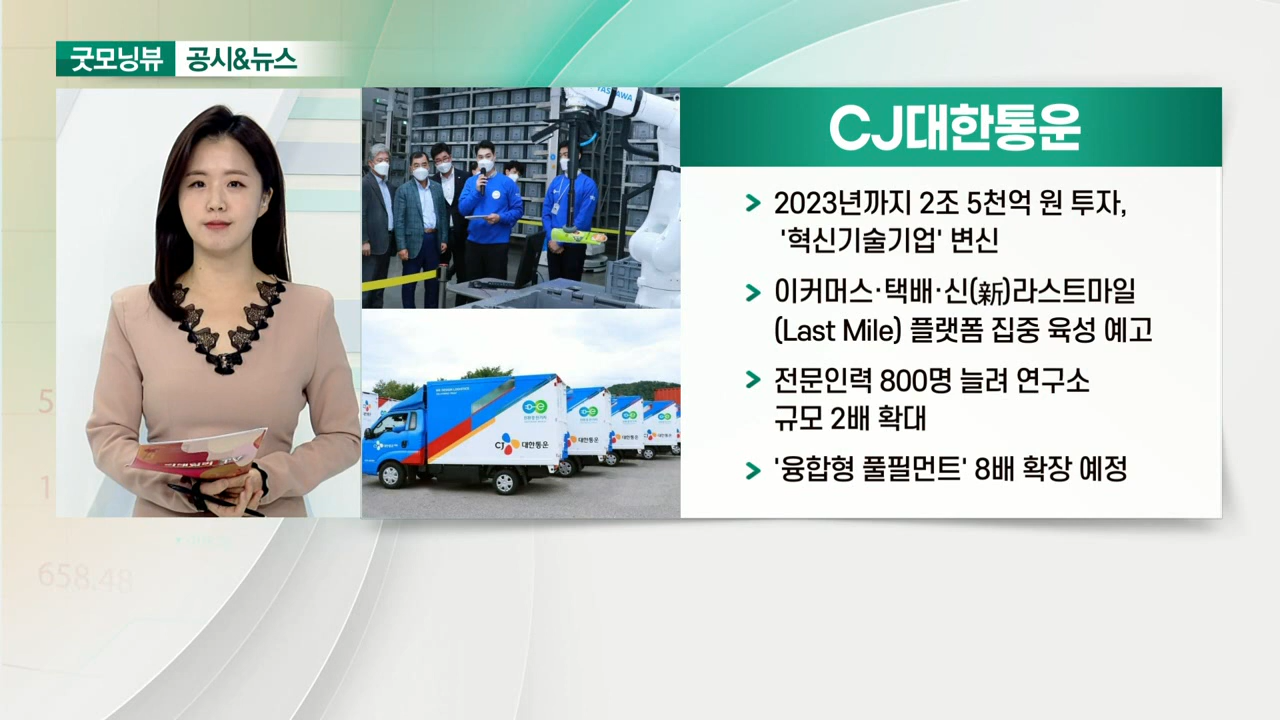 굿모닝뷰 공시&뉴스
YASKAWA
CJ대한통운
2023년까지 2조 5천억 원 투자,
'혁신기술기업' 변신
이커머스·택배·신(新)라스트마일
(Last Mile) 플랫폼 집중 육성 예고
전문인력 800명 늘려 연구소
규모 2배 확대
'융합형 풀필먼트' 8배 확장 예정
CJ 대한통운
658.48